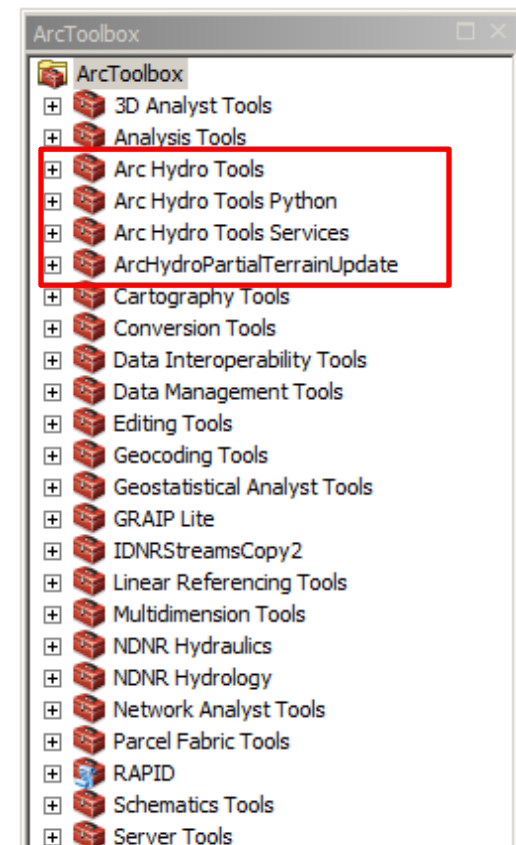 ArcToolbox
ArcToolbox
3D Analyst Tools
Analysis Tools
Arc Hydro Tools
Arc Hydro Tools Python
Arc Hydro Tools Services
ArcHydroPartialTerrainUpdate
Cartography Tools
Conversion Tools
Data Interoperability Tools
Data Management Tools
Editing Tools
Geocoding Tools
Geostatistical Analyst Tools
GRAIP Lite
IDNRStreamsCopy2
Linear Referencing Tools
Multidimension Tools
NDNR Hydraulics
NDNR Hydrology
Network Analyst Tools
Parcel Fabric Tools
RAPID
Schematics Tools
Server Tools